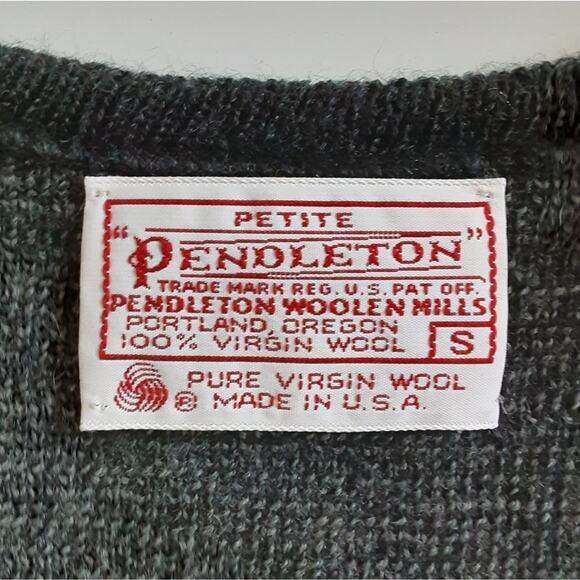 PETITE
"PENDLETON"
TRADE MARK REG. U.S. PAT OFF.
PENDLETON WOOLEN MILLS
PORTLAND, OREGON
100% VIRGIN WOOL S
PURE VIRGIN WOOL
® MADE IN U.S.A.